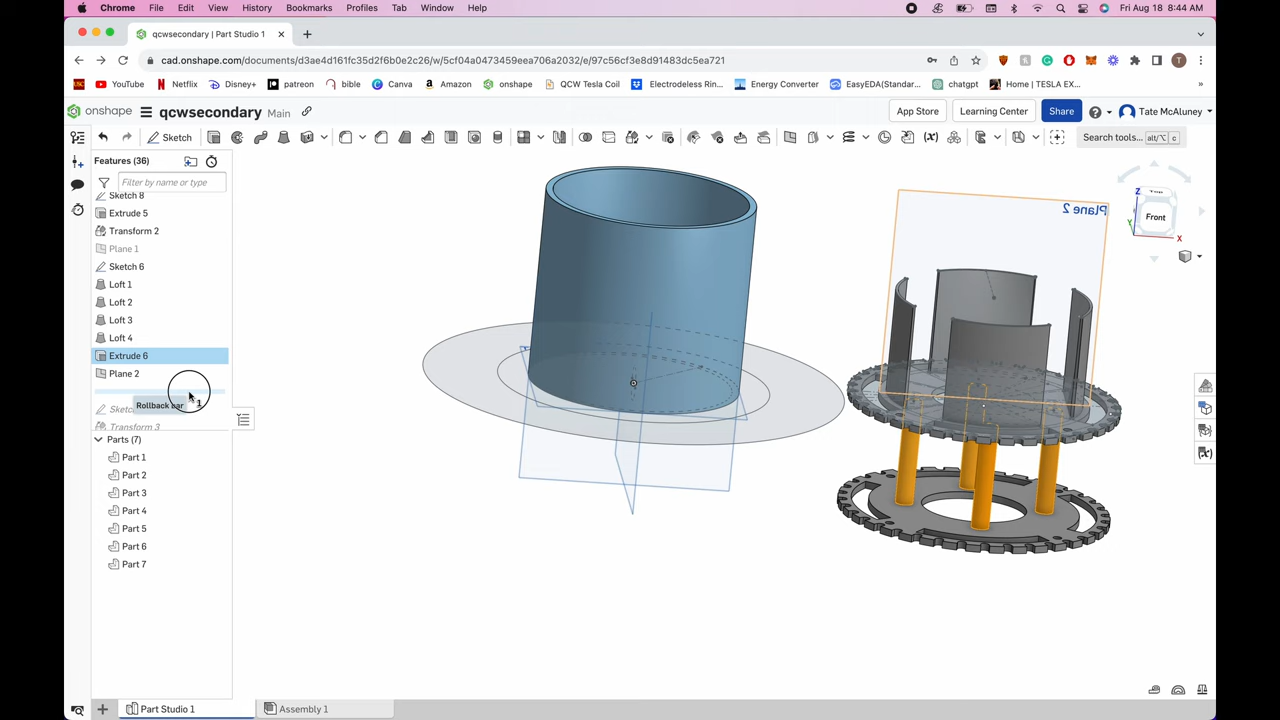 Chrome File Edit View History Bookmarks Profiles Tab Window Help Fri Aug 18 8:44 AM
qcwsecondary | Part Studio 1
cad.onshape.com/documents/d3ae4d161fc35d2f6b0e2c26/w/5cf04a0473459eea706a2032/e/97c56cf3e8d91483dc5ea721
YouTube Netflix Disney+ patreon bible Canva Amazon onshape QCW Tesla Coil Electrodeless Rin... Energy Converter EasyEDA(Standar... chatgpt Home | TESLA EX...
onshape qcwsecondary Main App Store Learning Center Share Tate McAluney
Sketch Search tools... alt/⌥ c
Features (36)
Filter by name or type
Sketch 8
Extrude 5
Transform 2
Plane 1
Sketch 6
Loft 1
Loft 2
Loft 3
Loft 4
Extrude 6
Plane 2
Rollback bar
Transform 3
Parts (7)
Part 1
Part 2
Part 3
Part 4
Part 5
Part 6
Part 7
Plane 2
Z
Front
Y
X
Part Studio 1 Assembly 1